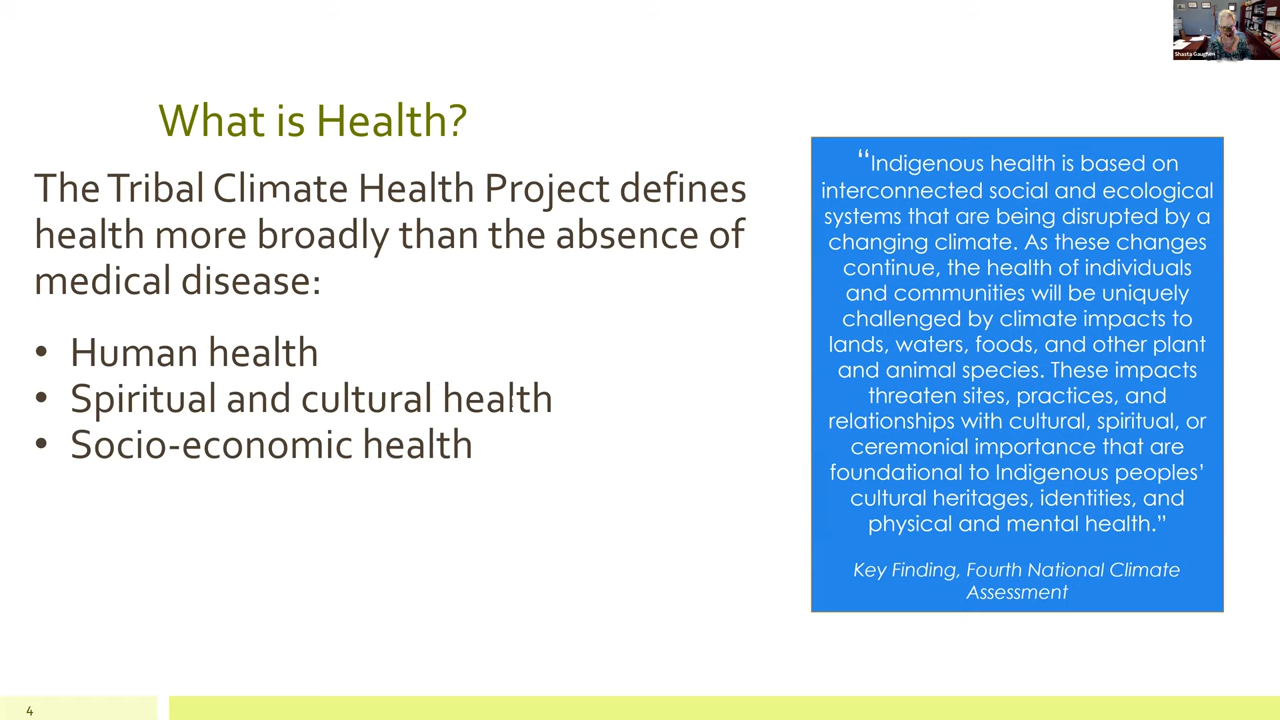 What is Health?
The Tribal Climate Health Project defines
health more broadly than the absence of
medical disease:
• Human health
• Spiritual and cultural health
• Socio-economic health
“Indigenous health is based on
interconnected social and ecological
systems that are being disrupted by a
changing climate. As these changes
continue, the health of individuals
and communities will be uniquely
challenged by climate impacts to
lands, waters, foods, and other plant
and animal species. These impacts
threaten sites, practices, and
relationships with cultural, spiritual, or
ceremonial importance that are
foundational to Indigenous peoples’
cultural heritages, identities, and
physical and mental health.”
Key Finding, Fourth National Climate
Assessment
Shasta Gaughen
4